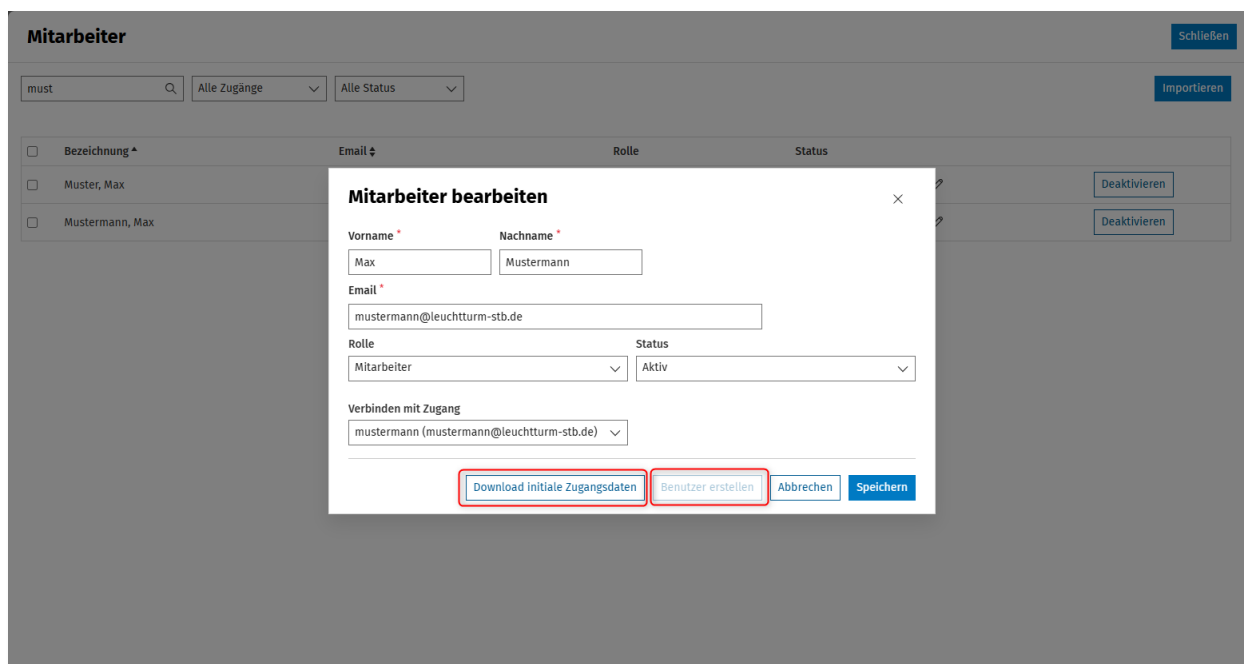 Mitarbeiter
Schließen
must
Alle Zugänge
Alle Status
Importieren
Bezeichnung Email Rolle Status
Muster, Max
Deaktivieren
Mustermann, Max
Deaktivieren
Mitarbeiter bearbeiten
Vorname * Nachname *
Max Mustermann
Email *
mustermann@leuchtturm-stb.de
Rolle Status
Mitarbeiter Aktiv
Verbinden mit Zugang
mustermann (mustermann@leuchtturm-stb.de)
Download initiale Zugangsdaten Benutzer erstellen Abbrechen Speichern